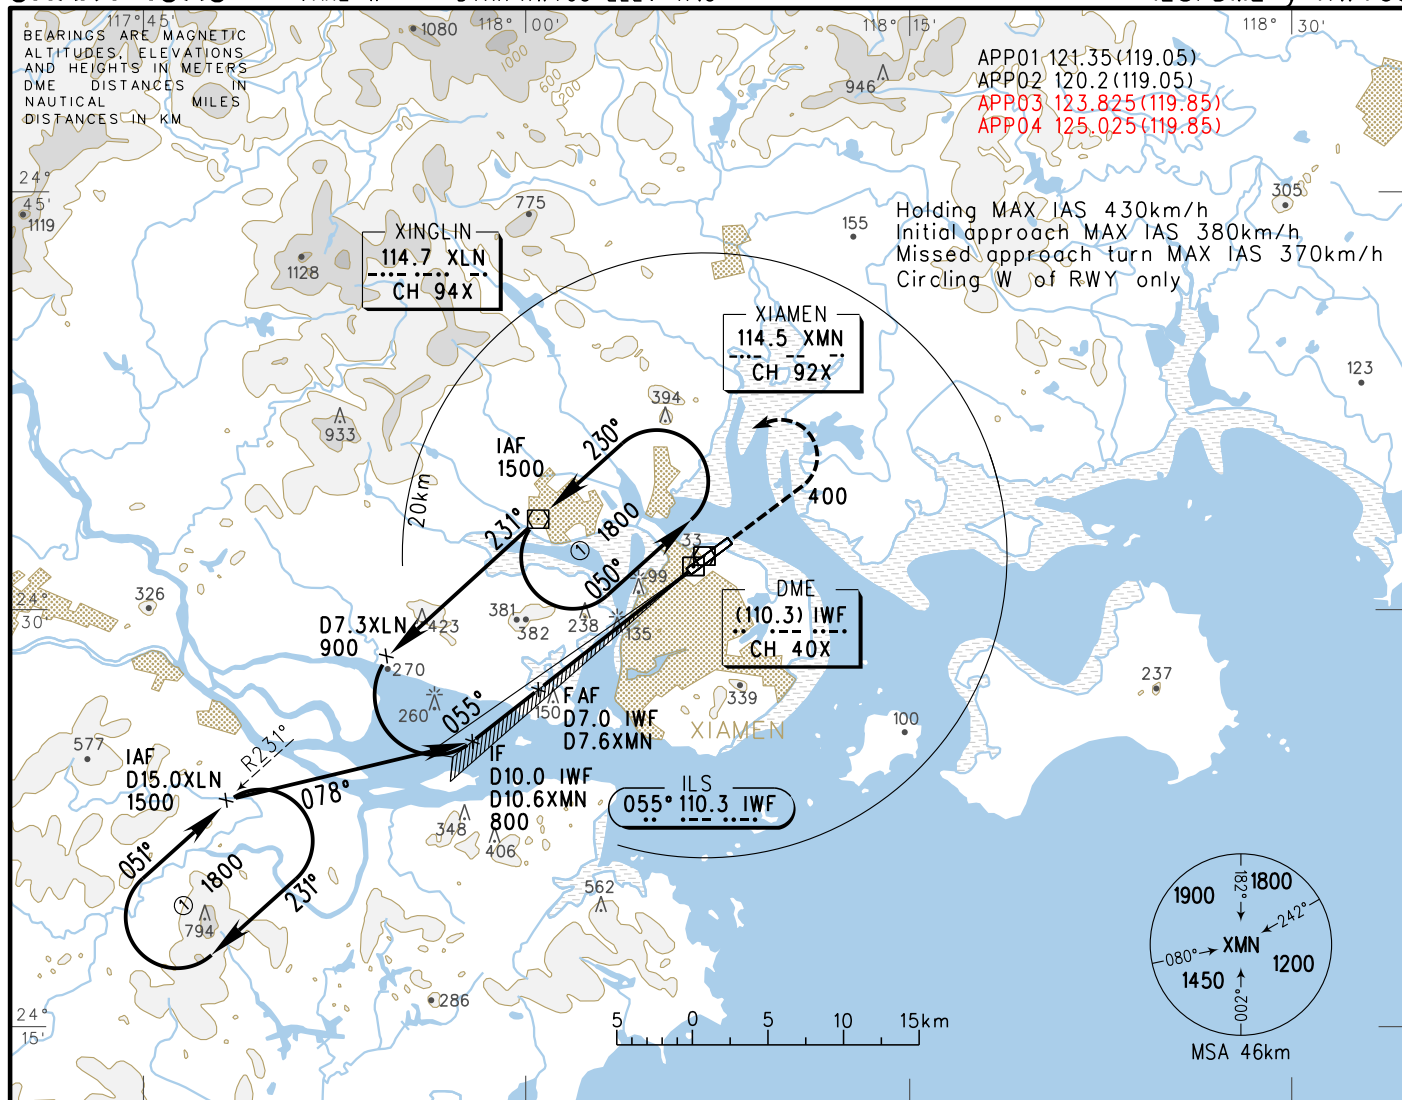 117°45'
118°00'
118°15'
118°30'
BEARINGS ARE MAGNETIC
ALTITUDES, ELEVATIONS
AND HEIGHTS IN METERS
DME DISTANCES IN
NAUTICAL MILES
DISTANCES IN KM
1080
1000
600
200
946
APP01 121.35(119.05)
APP02 120.2(119.05)
APP03 123.825(119.85)
APP04 125.025(119.85)
24°
45'
1119
775
155
305
Holding MAX IAS 430km/h
Initial approach MAX IAS 380km/h
Missed approach turn MAX IAS 370km/h
Circling W of RWY only
XINGLIN
114.7 XLN
CH 94X
1128
XIAMEN
114.5 XMN
CH 92X
123
933
394
IAF
1500
230°
20km
231°
1800
1
050°
400
33
99
24°
30'
326
D7.3XLN
900
423
381
382
238
135
DME
(110.3) IWF
CH 40X
270
260
055°
150
FAF
D7.0 IWF
D7.6XMN
339
XIAMEN
237
100
577
IAF
D15.0XLN
1500
R231°
078°
IF
D10.0 IWF
D10.6XMN
800
ILS
055° 110.3 IWF
348
406
051°
1800
1
231°
794
562
286
24°
15'
5 0 5 10 15km
1900
1800
182°
242°
XMN
080°
1450
1200
002°
MSA 46km